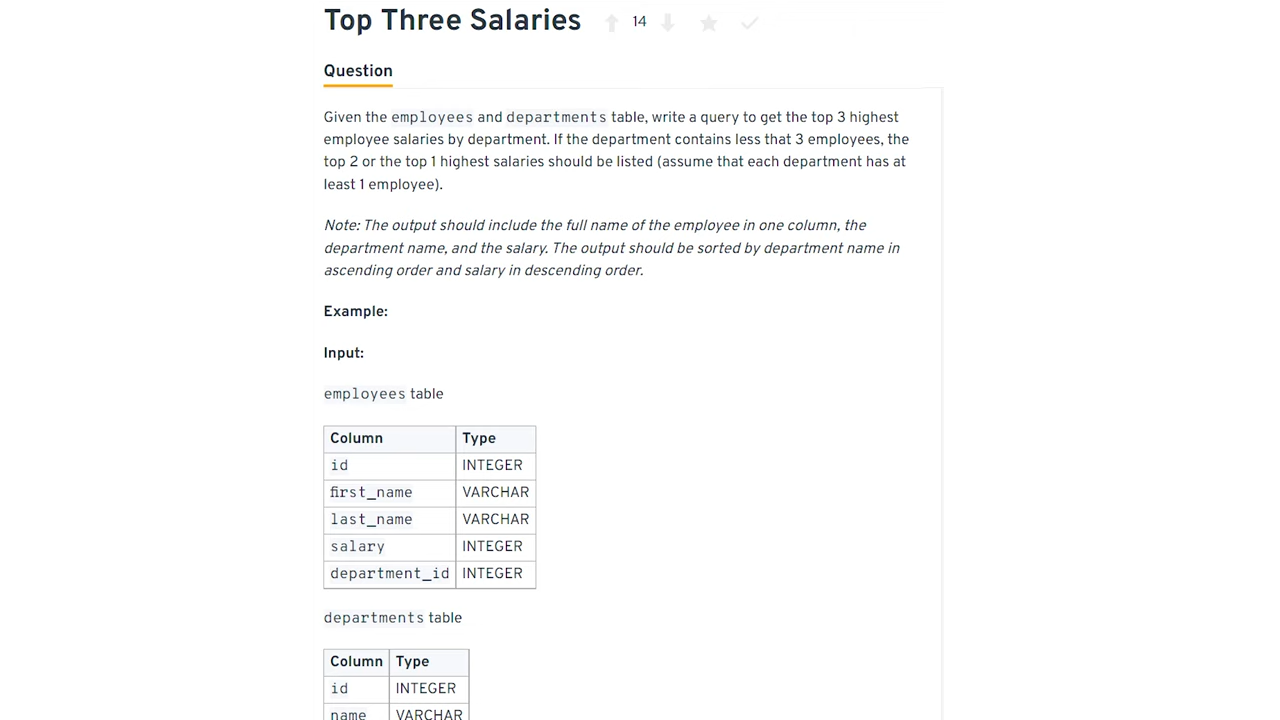 Top Three Salaries 14
Question
Given the employees and departments table, write a query to get the top 3 highest
employee salaries by department. If the department contains less that 3 employees, the
top 2 or the top 1 highest salaries should be listed (assume that each department has at
least 1 employee).
Note: The output should include the full name of the employee in one column, the
department name, and the salary. The output should be sorted by department name in
ascending order and salary in descending order.
Example:
Input:
employees table
Column Type
id INTEGER
first_name VARCHAR
last_name VARCHAR
salary INTEGER
department_id INTEGER
departments table
Column Type
id INTEGER
name VARCHAR